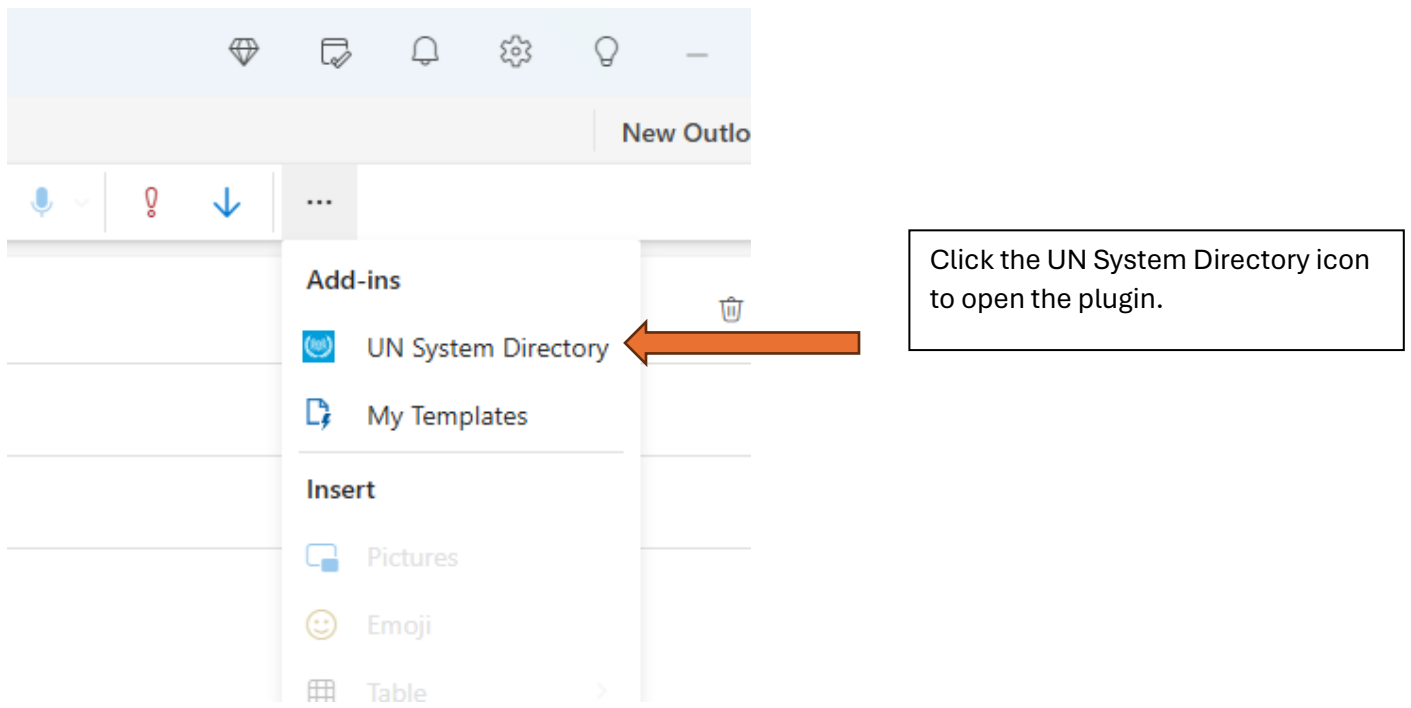 New Outlo
Add-ins
UN System Directory
My Templates
Insert
Pictures
Emoji
Table
Click the UN System Directory icon
to open the plugin.